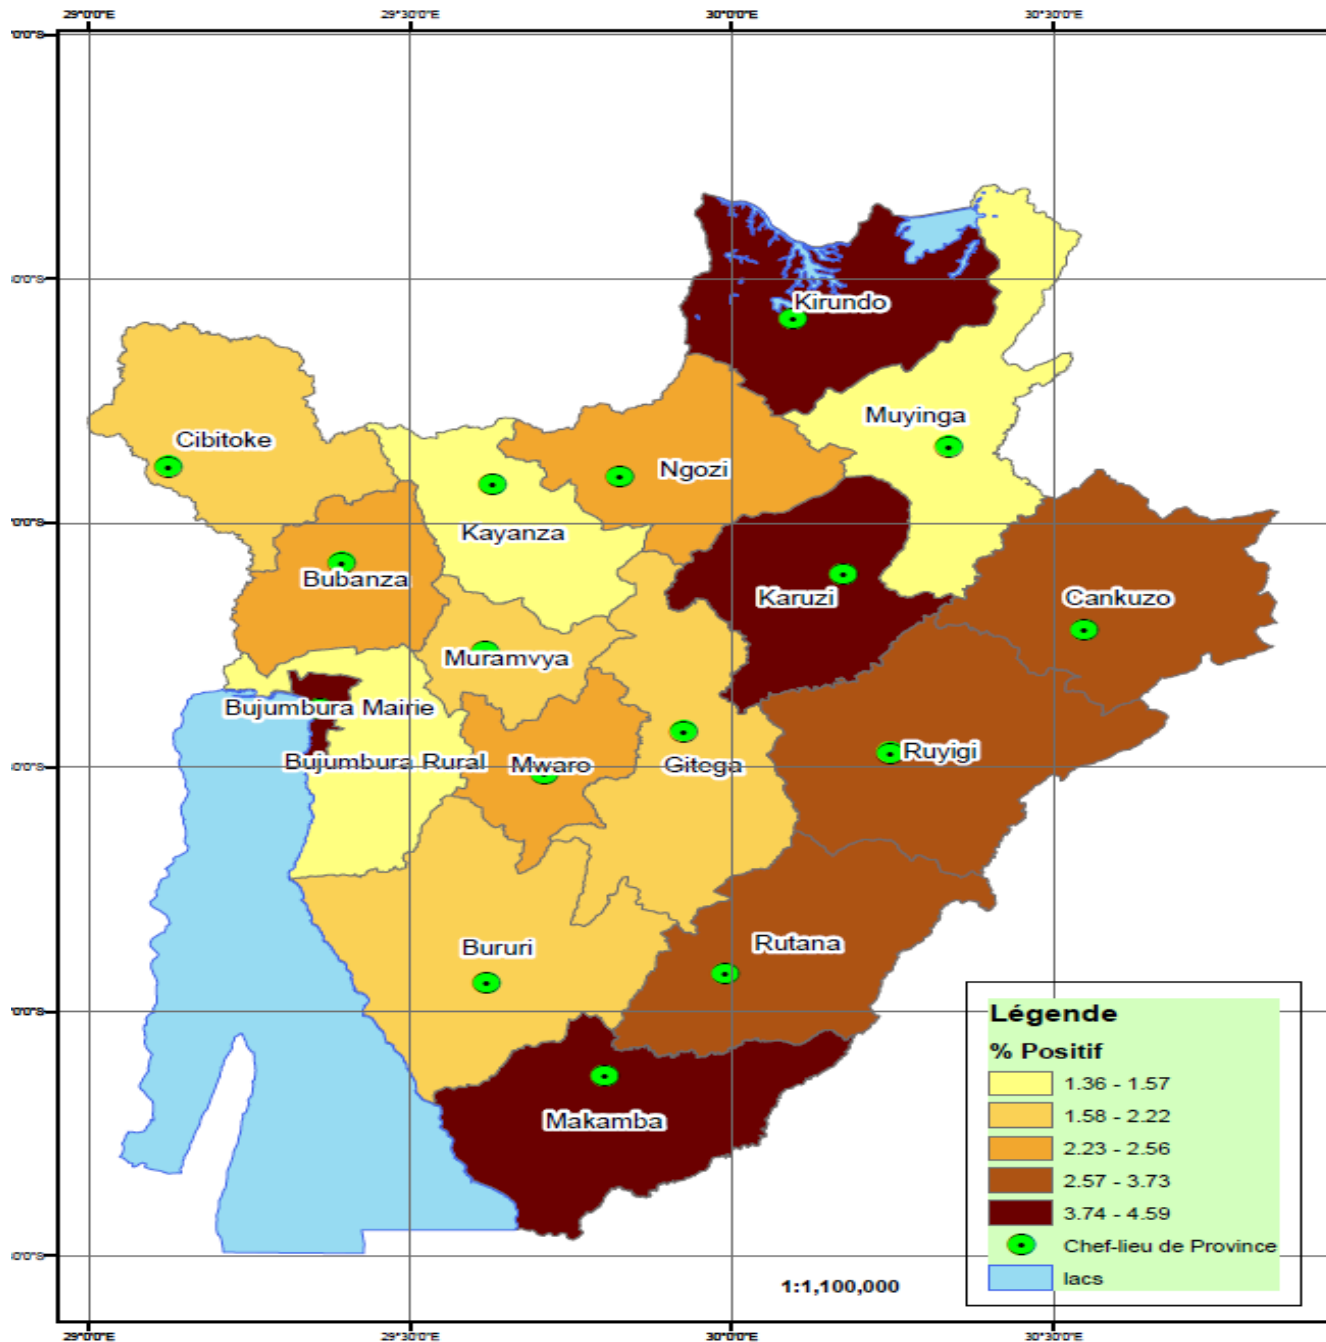 29°0'0"E 29°30'0"E 30°0'0"E 30°30'0"E
Kirundo
Muyinga
Cibitoke
Ngozi
Kayanza
Bubanza
Karuzi
Cankuzo
Muramvya
Bujumbura Mairie
Ruyigi
Bujumbura Rural
Mwaro
Gitega
Rutana
Bururi
Makamba
Légende
% Positif
1.36 - 1.57
1.58 - 2.22
2.23 - 2.56
2.57 - 3.73
3.74 - 4.59
Chef-lieu de Province
lacs
1:1,100,000
29°0'0"E 29°30'0"E 30°0'0"E 30°30'0"E